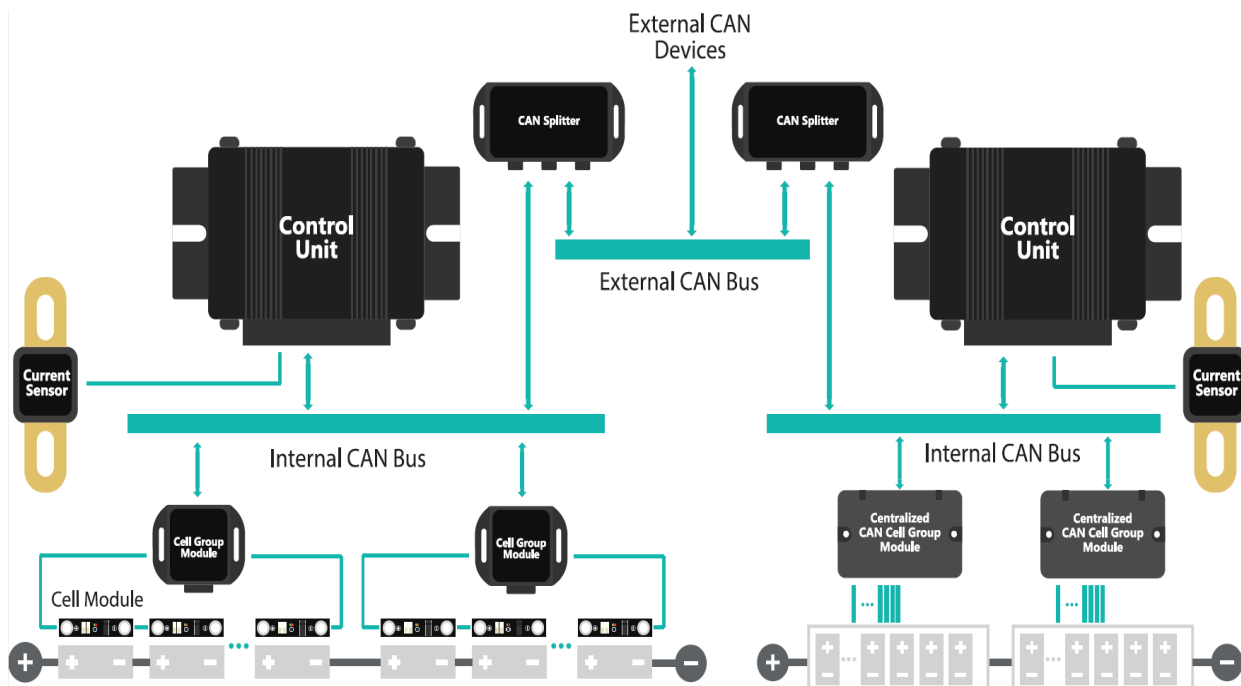 External CAN
Devices
CAN Splitter
CAN Splitter
Control
Unit
Control
Unit
External CAN Bus
Current
Sensor
Current
Sensor
Internal CAN Bus
Internal CAN Bus
Cell Group
Module
Cell Group
Module
Centralized
CAN Cell Group
Module
Centralized
CAN Cell Group
Module
Cell Module